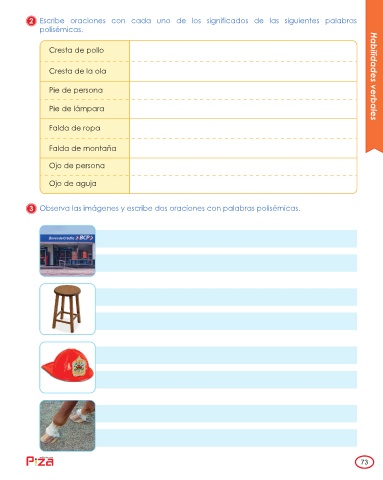 2 Escribe oraciones con cada uno de los significados de las siguientes palabras
polisémicas.
Cresta de pollo
Cresta de la ola
Pie de persona
Pie de lámpara
Falda de ropa
Falda de montaña
Ojo de persona
Ojo de aguja
Habilidades verbales
3 Observa las imágenes y escribe dos oraciones con palabras polisémicas.
BancodeCrédito BCP
P:zã
73